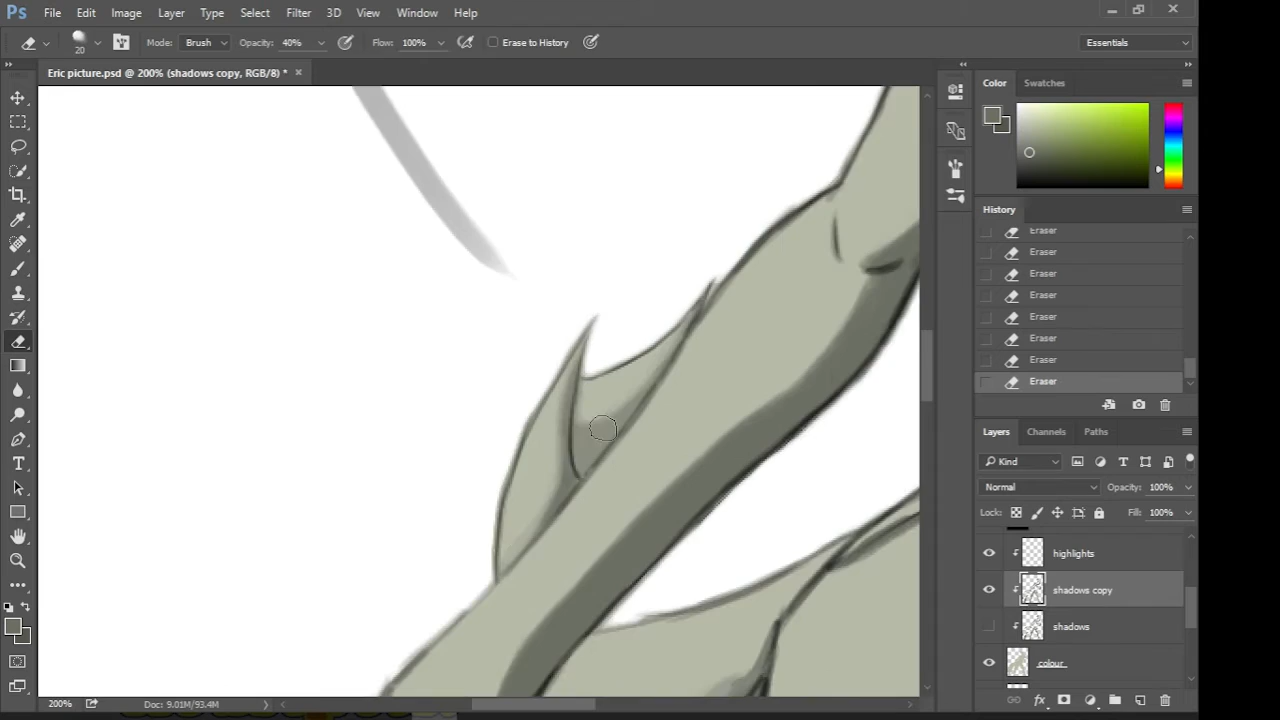 Ps File Edit Image Layer Type Select Filter 3D View Window Help
20 Mode: Brush Opacity: 40% Flow: 100% Erase to History Essentials
Eric picture.psd @ 200% (shadows copy, RGB/8) * ×
Color Swatches
History
Eraser
Eraser
Eraser
Eraser
Eraser
Eraser
Eraser
Eraser
Layers Channels Paths
Kind
Normal Opacity: 100%
Lock: Fill: 100%
highlights
shadows copy
shadows
colour
200% Doc: 9.01M/93.4M